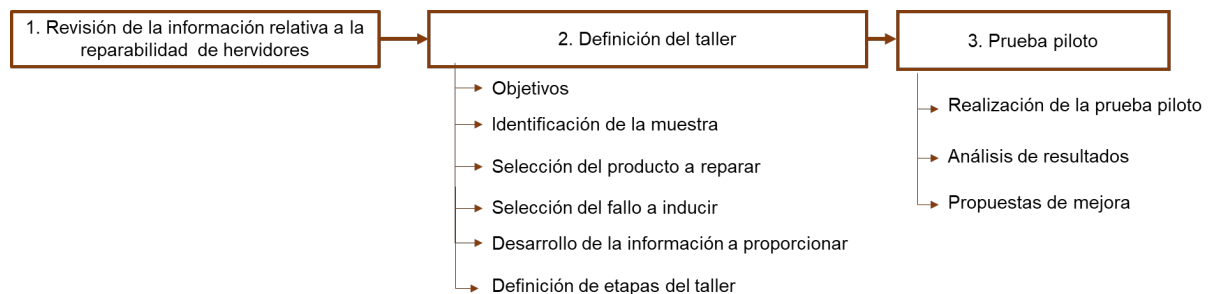 1. Revisión de la información relativa a la
reparabilidad de hervidores
2. Definición del taller
Objetivos
Identificación de la muestra
Selección del producto a reparar
Selección del fallo a inducir
Desarrollo de la información a proporcionar
Definición de etapas del taller
3. Prueba piloto
Realización de la prueba piloto
Análisis de resultados
Propuestas de mejora